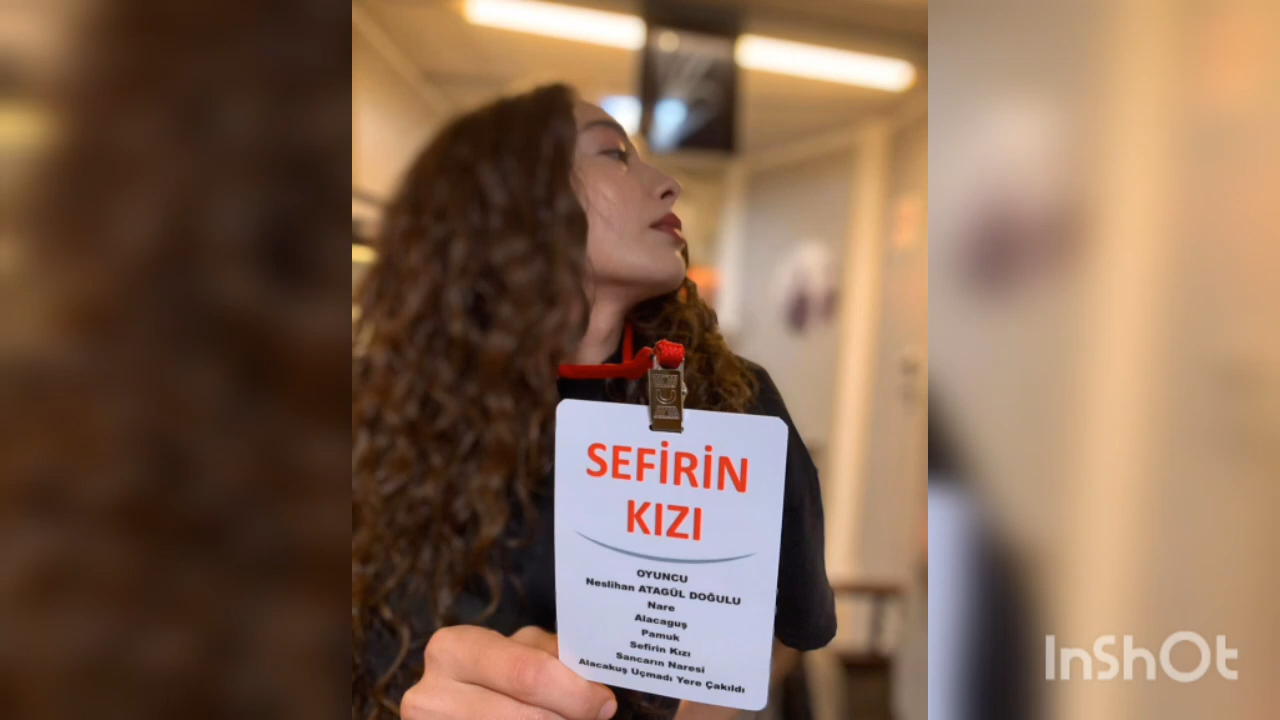 SEFİRİN
KIZI
OYUNCU
Neslihan ATAGÜL DOĞULU
Nare
Alacaguş
Pamuk
Sefirin Kızı
Sancarın Naresi
Alacakuş Uçmadı Yere Çakıldı
InShOt